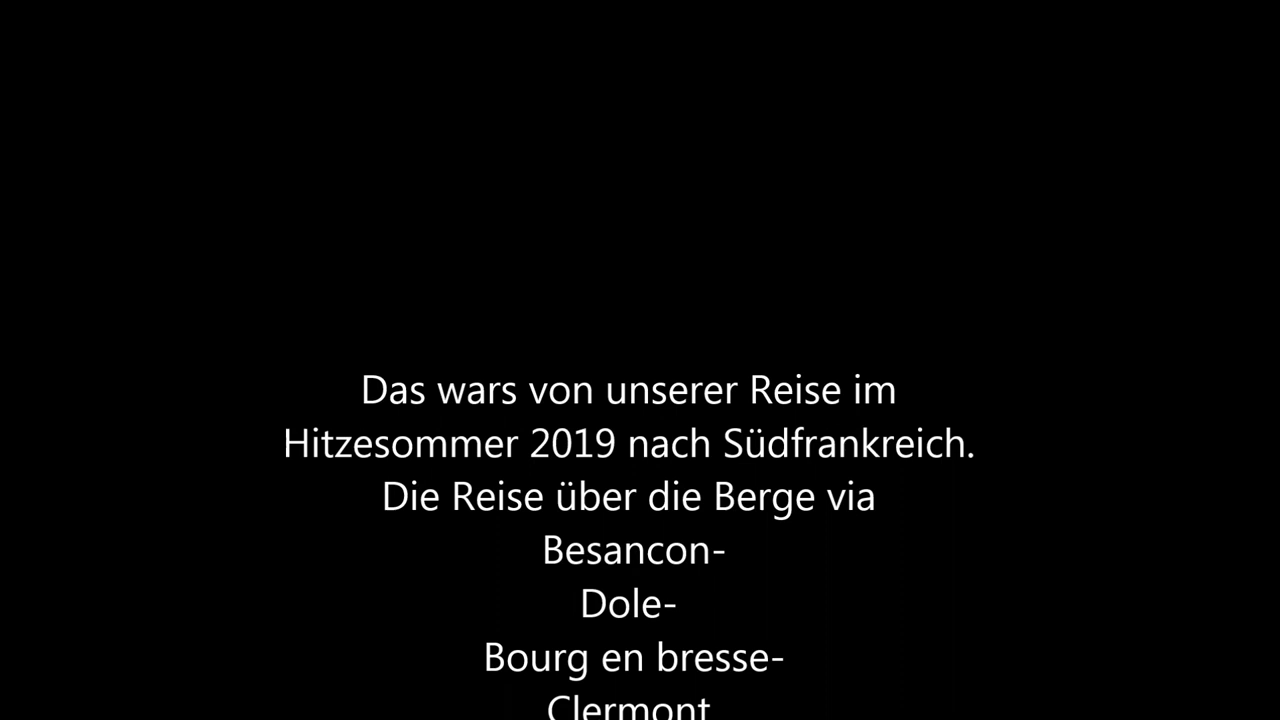 Das wars von unserer Reise im
Hitzesommer 2019 nach Südfrankreich.
Die Reise über die Berge via
Besancon-
Dole-
Bourg en bresse-
Clermont